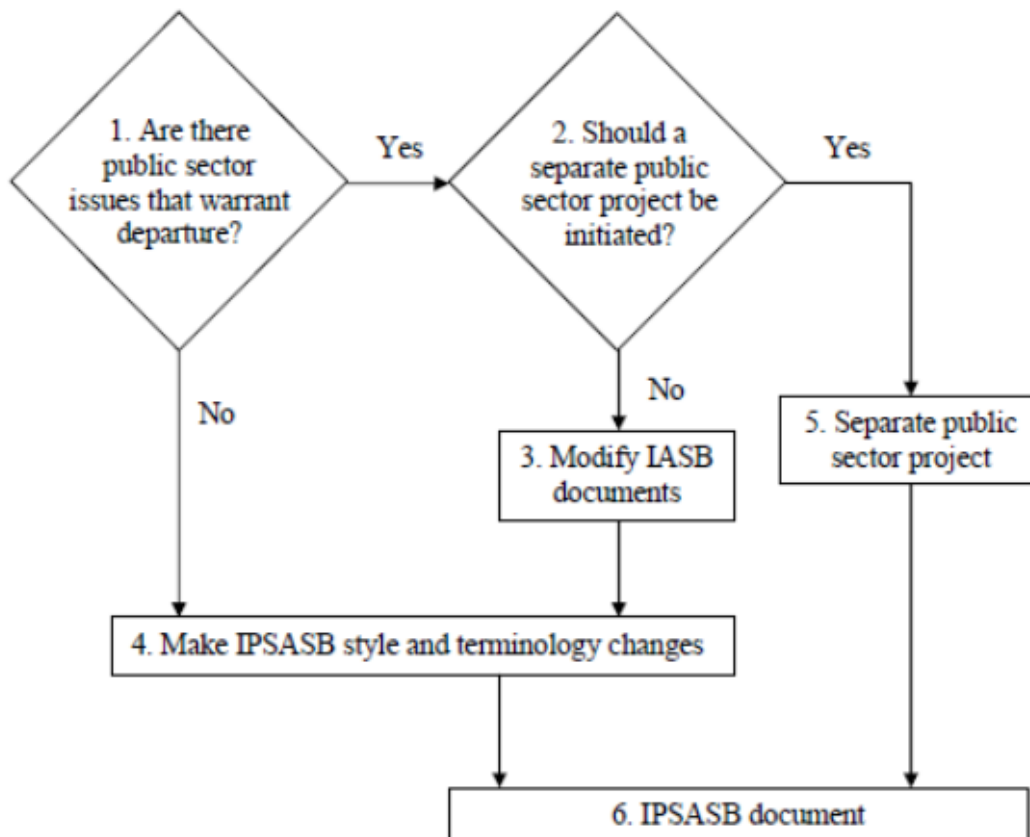 1. Are there
public sector
issues that warrant
departure?
Yes
2. Should a
separate public
sector project be
initiated?
Yes
No
No
3. Modify IASB
documents
5. Separate public
sector project
4. Make IPSASB style and terminology changes
6. IPSASB document